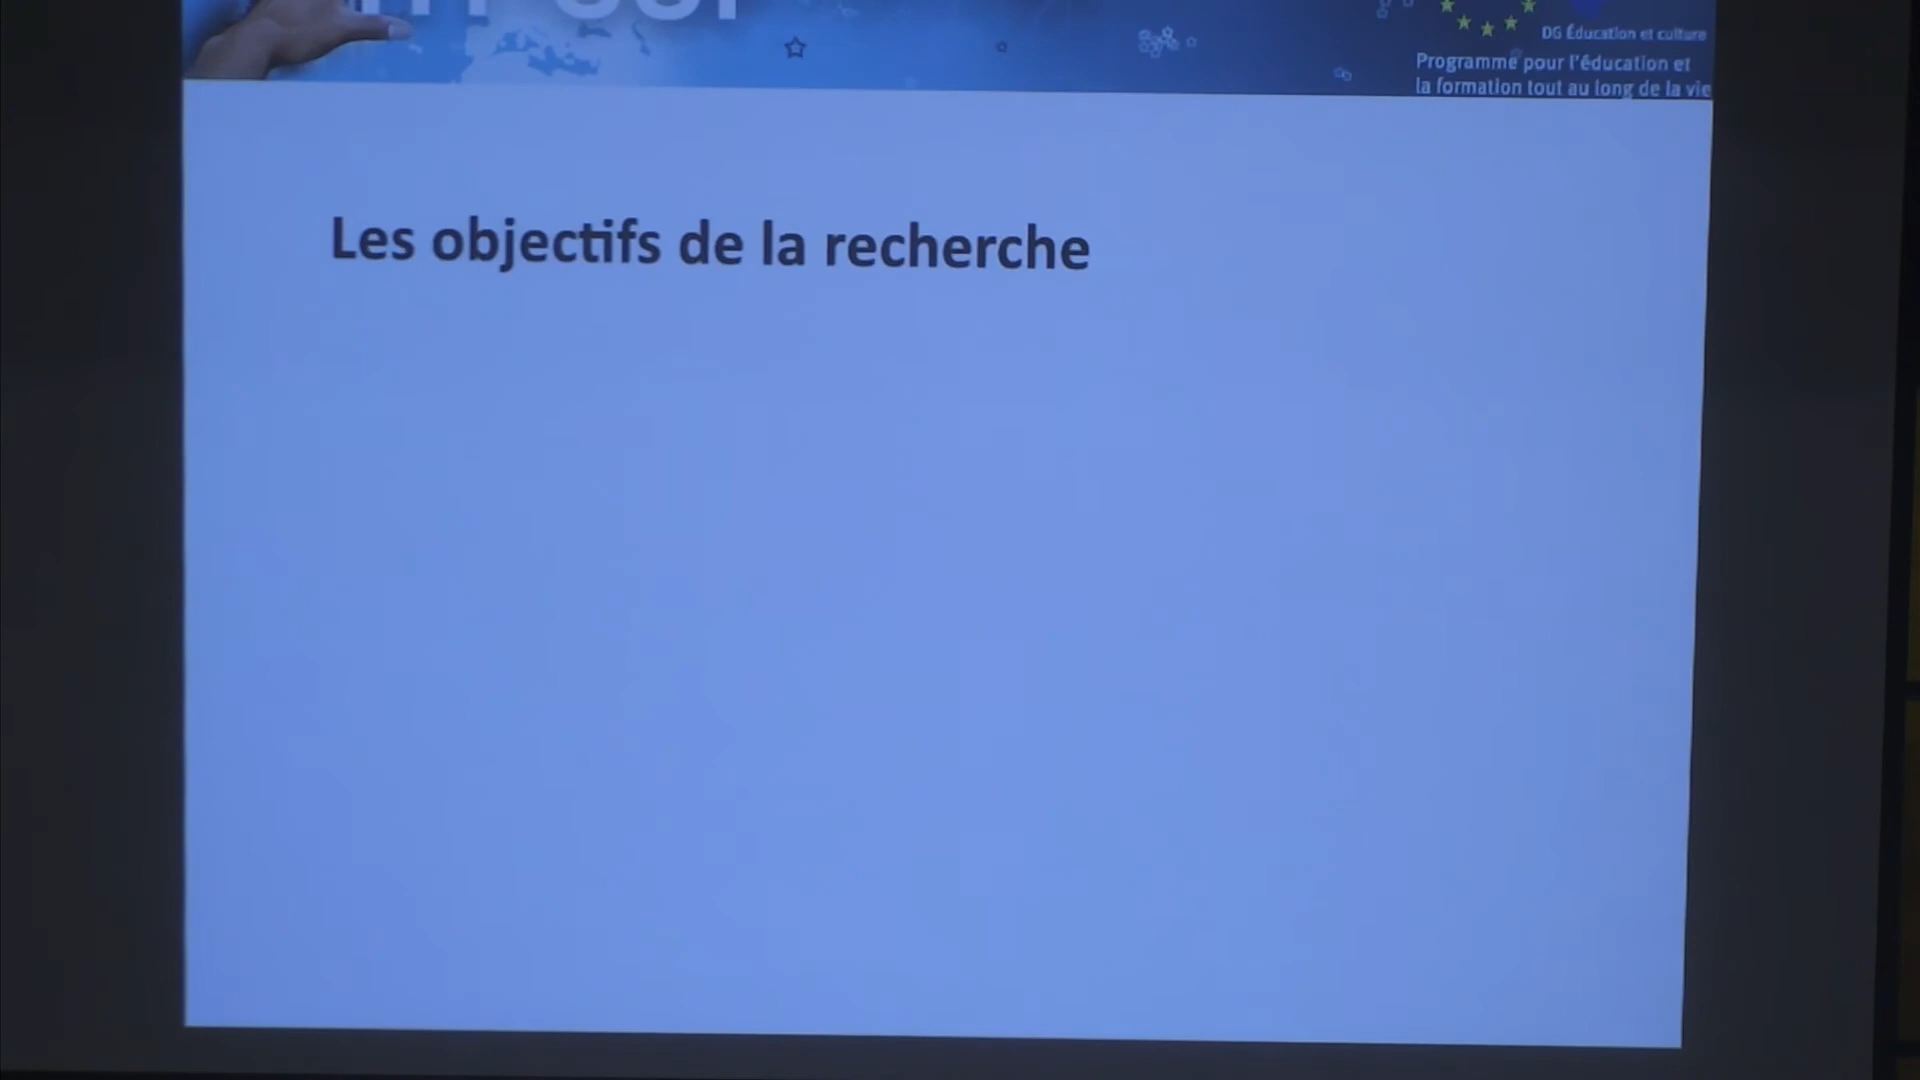 DG Éducation et culture
Programme pour l'éducation et
la formation tout au long de la vie
Les objectifs de la recherche